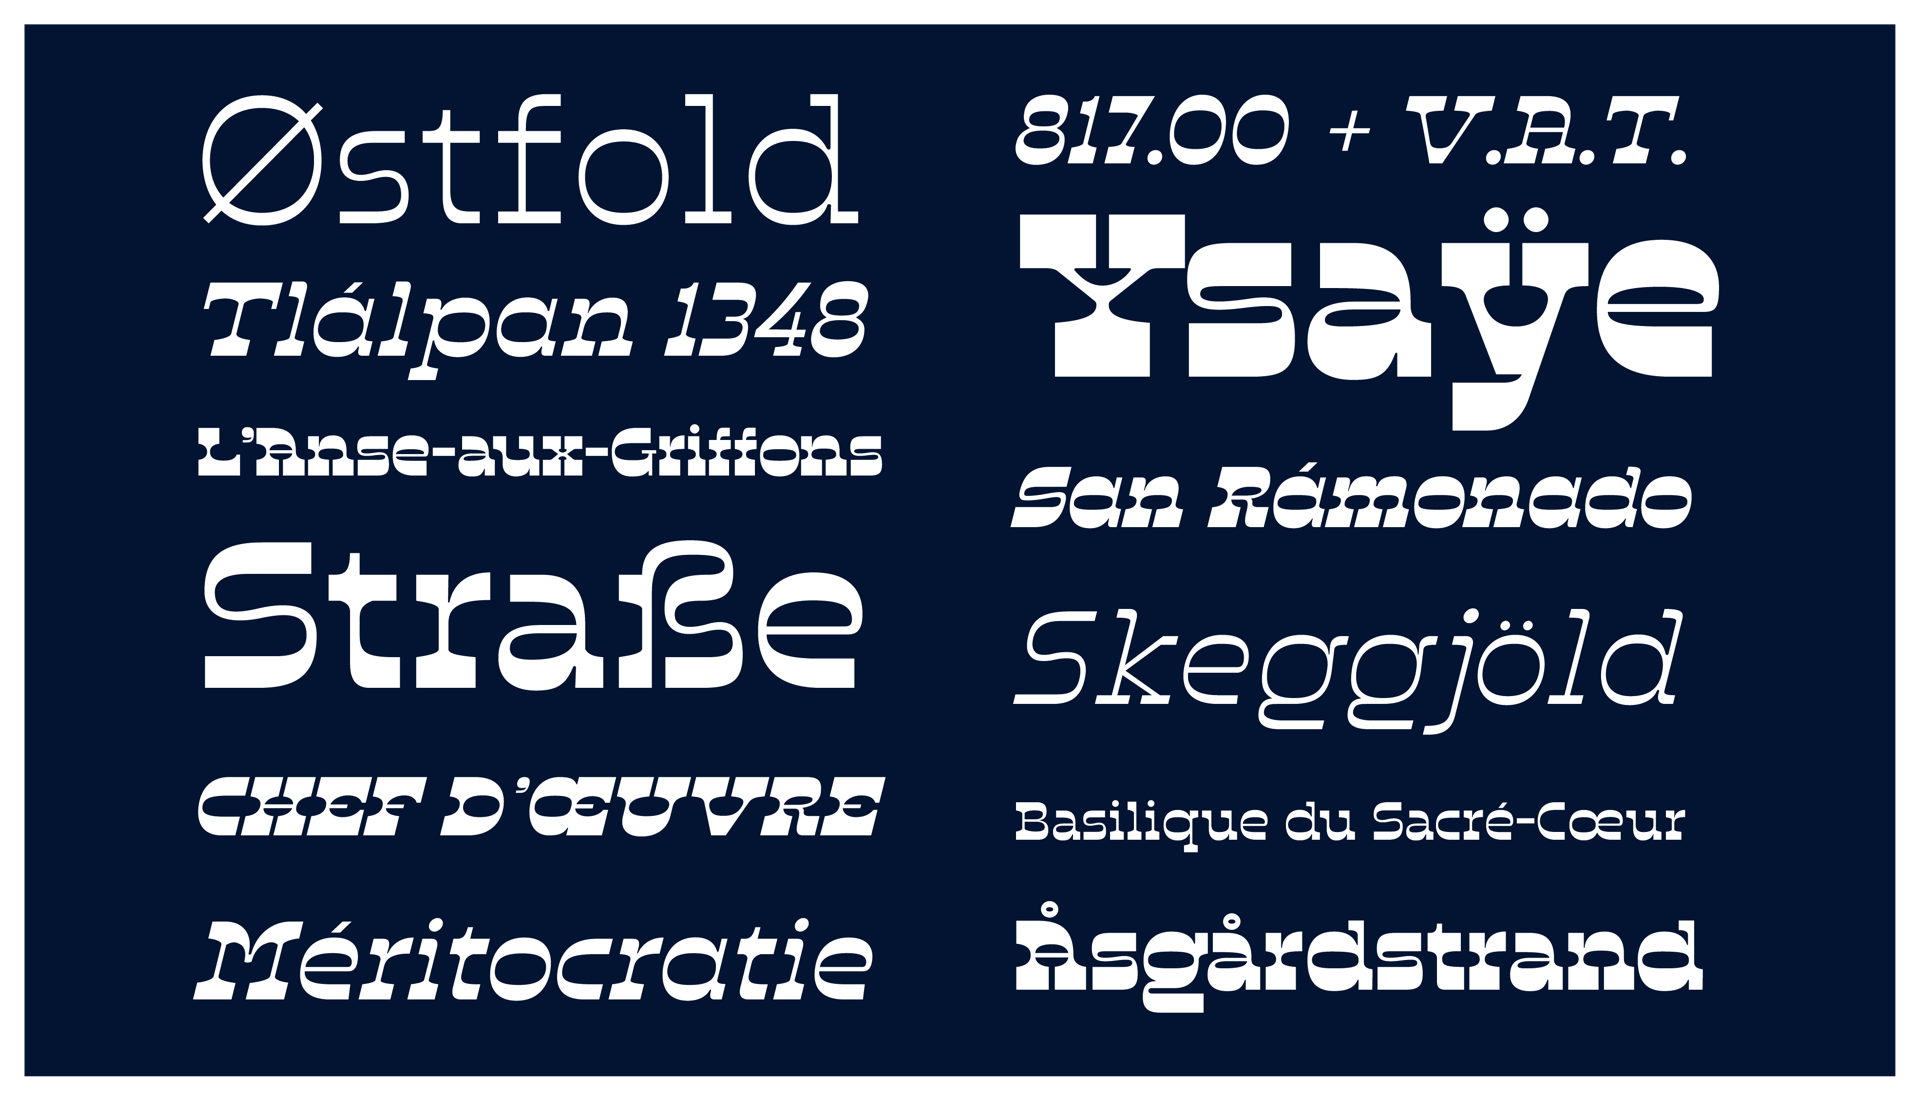 Østfold
Tlálpan 1348
L’Anse-aux-Griffons
Straße
CHEF D’ŒUVRE
Méritocratie
817.00 + V.A.T.
Ysaÿe
San Rámonado
Skeggjöld
Basilique du Sacré-Cœur
Åsgårdstrand